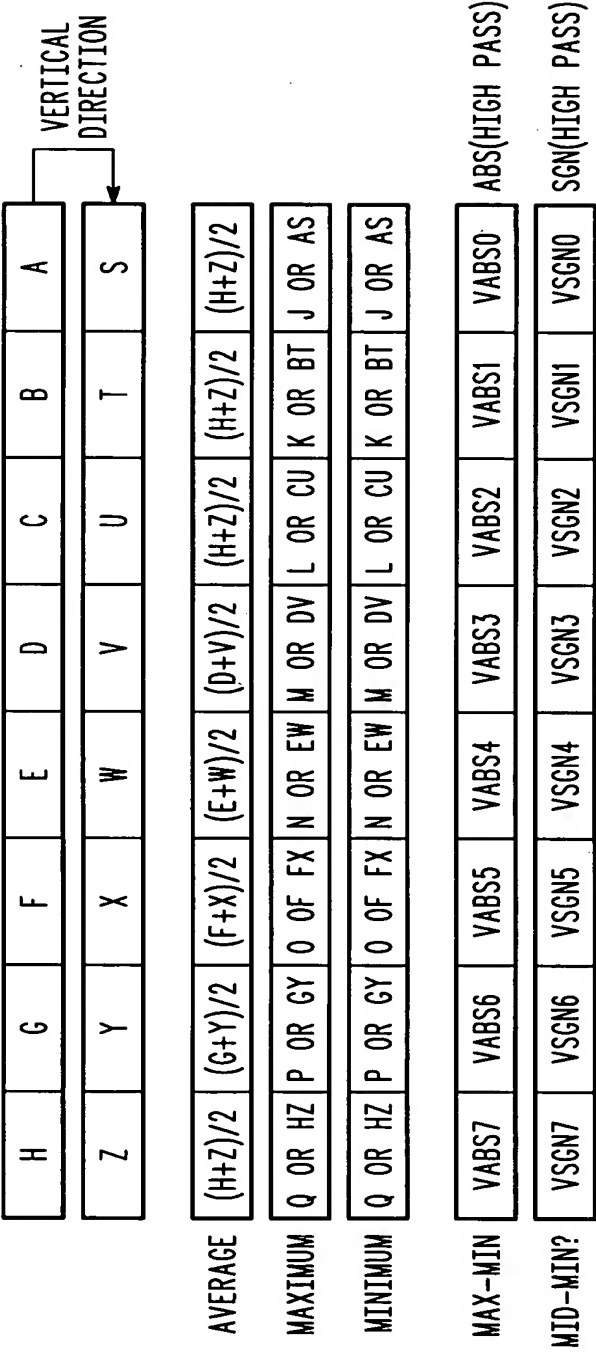 H G F E D C B A
VERTICAL
DIRECTION
Z Y X W V U T S
AVERAGE (H+Z)/2 (G+Y)/2 (F+X)/2 (E+W)/2 (D+V)/2 (H+Z)/2 (H+Z)/2 (H+Z)/2
MAXIMUM Q OR HZ P OR GY O OF FX N OR EW M OR DV L OR CU K OR BT J OR AS
MINIMUM Q OR HZ P OR GY O OF FX N OR EW M OR DV L OR CU K OR BT J OR AS
MAX-MIN VABS7 VABS6 VABS5 VABS4 VABS3 VABS2 VABS1 VABS0 ABS(HIGH PASS)
MID-MIN? VSGN7 VSGN6 VSGN5 VSGN4 VSGN3 VSGN2 VSGN1 VSGN0 SGN(HIGH PASS)